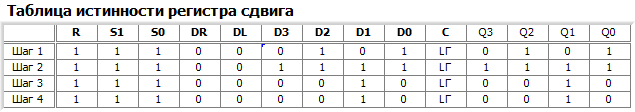 Таблица истинности регистра сдвига
R S1 S0 DR DL D3 D2 D1 D0 C Q3 Q2 Q1 Q0
Шаг 1 1 1 1 0 0 0 1 0 1 ↓Г 0 1 0 1
Шаг 2 1 1 1 0 0 1 1 1 1 ↓Г 1 1 1 1
Шаг 3 1 1 1 0 0 0 0 1 0 ↓Г 0 0 1 0
Шаг 4 1 1 1 0 0 0 0 1 0 ↓Г 0 0 1 0